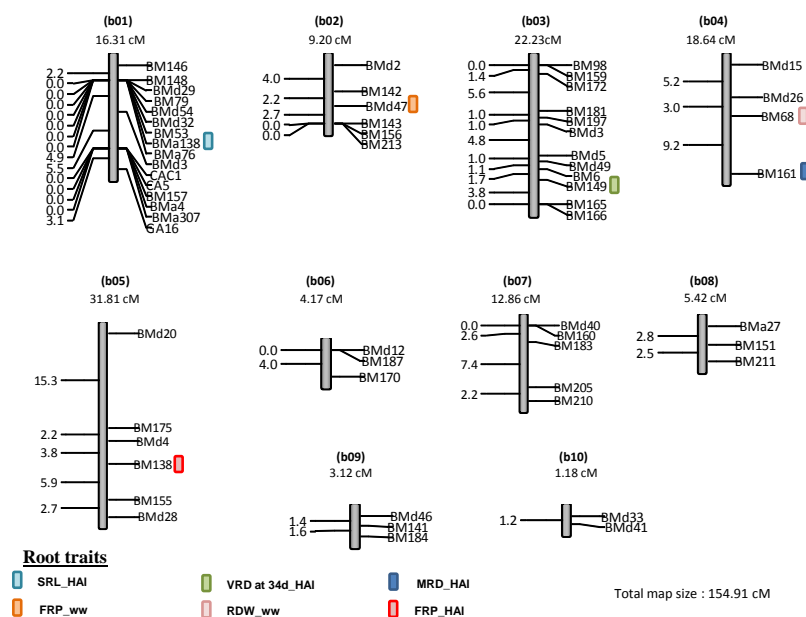 (b01)
16.31 cM
2.2
0.0
0.0
0.0
0.0
0.0
0.0
0.0
4.9
5.5
0.0
0.0
0.0
0.0
3.1
BM146
BM148
BMd29
BM79
BMd54
BMd32
BM53
BMa138
BMa76
BMd3
CAC1
CA5
BM157
BMa4
BMa307
GA16
(b02)
9.20 cM
4.0
2.2
2.7
0.0
0.0
BMd2
BM142
BMd47
BM143
BM156
BM213
(b03)
22.23cM
0.0
1.4
5.6
1.0
1.0
4.8
1.0
1.1
1.7
3.8
0.0
BM98
BM159
BM172
BM181
BM197
BMd3
BMd5
BMd49
BM6
BM149
BM165
BM166
(b04)
18.64 cM
5.2
3.0
9.2
BMd15
BMd26
BM68
BM161
(b05)
31.81 cM
15.3
2.2
3.8
5.9
2.7
BMd20
BM175
BMd4
BM138
BM155
BMd28
(b06)
4.17 cM
0.0
4.0
BMd12
BM187
BM170
(b07)
12.86 cM
0.0
2.6
7.4
2.2
BMd40
BM160
BM183
BM205
BM210
(b08)
5.42 cM
2.8
2.5
BMa27
BM151
BM211
(b09)
3.12 cM
1.4
1.6
BMd46
BM141
BM184
(b10)
1.18 cM
1.2
BMd33
BMd41
Root traits
SRL_HAI
VRD at 34d_HAI
MRD_HAI
FRP_ww
RDW_ww
FRP_HAI
Total map size : 154.91 cM